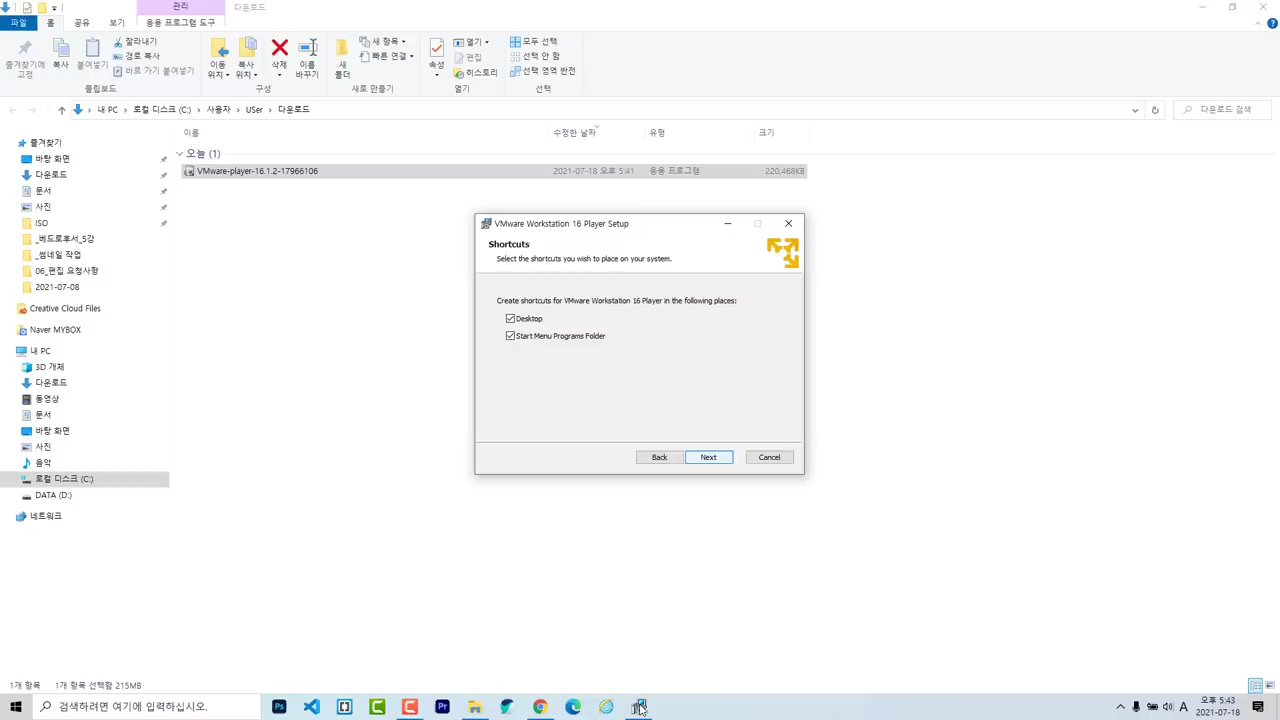 관리
다운로드
파일
홈
공유
보기
응용 프로그램 도구
즐겨찾기에
고정
복사
붙여넣기
잘라내기
경로 복사
바로 가기 붙여넣기
클립보드
이동
위치
복사
위치
삭제
이름
바꾸기
구성
새
폴더
새 항목
빠른 연결
새로 만들기
속성
열기
편집
히스토리
열기
모두 선택
선택 안 함
선택 영역 반전
선택
내 PC > 로컬 디스크 (C:) > 사용자 > USer > 다운로드
다운로드 검색
이름
수정한 날짜
유형
크기
오늘 (1)
VMware-player-16.1.2-17966106
2021-07-18 오후 5:41
응용 프로그램
220,468KB
즐겨찾기
바탕 화면
다운로드
문서
사진
ISO
_베드로후서_5강
_썸네일 작업
06_편집 요청사항
2021-07-08
Creative Cloud Files
Naver MYBOX
내 PC
3D 개체
다운로드
동영상
문서
바탕 화면
사진
음악
로컬 디스크 (C:)
DATA (D:)
네트워크
VMware Workstation 16 Player Setup
Shortcuts
Select the shortcuts you wish to place on your system.
Create shortcuts for VMware Workstation 16 Player in the following places:
Desktop
Start Menu Programs Folder
Back
Next
Cancel
1개 항목
1개 항목 선택함 215MB
검색하려면 여기에 입력하십시오.
Ps
C
C
Pr
A
오후 5:43
2021-07-18